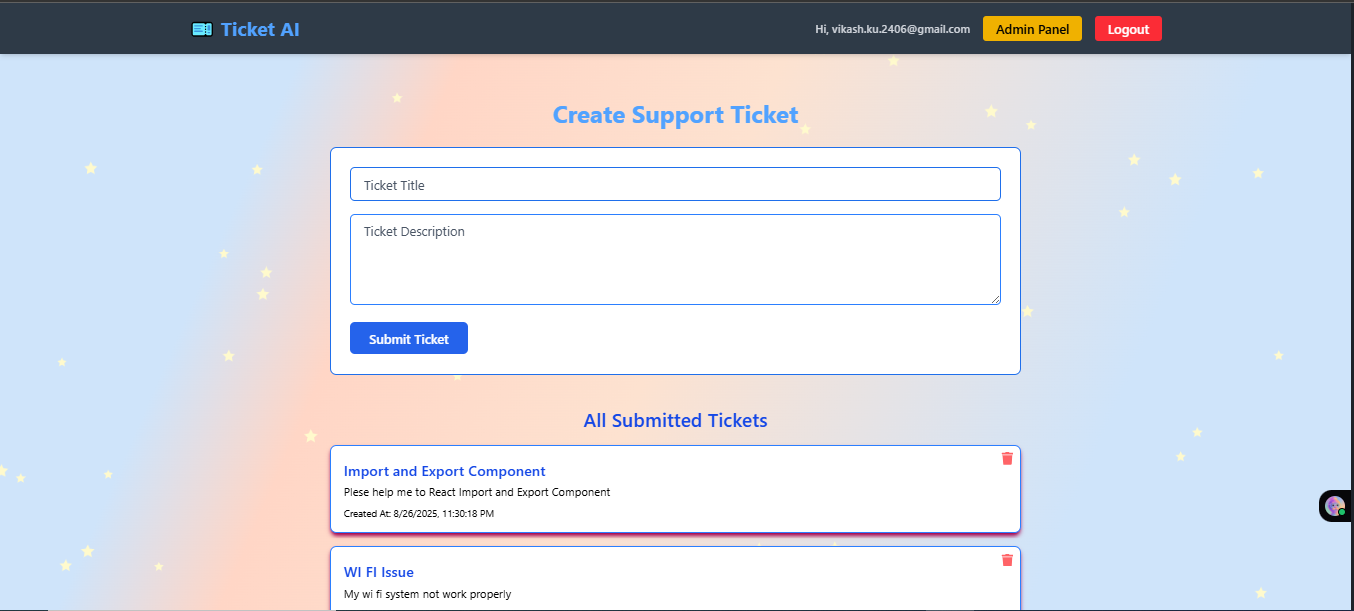 Ticket AI
Hi, vikash.ku.2406@gmail.com
Admin Panel
Logout
Create Support Ticket
Ticket Title
Ticket Description
Submit Ticket
All Submitted Tickets
Import and Export Component
Plese help me to React Import and Export Component
Created At: 8/26/2025, 11:30:18 PM
WI FI Issue
My wi fi system not work properly